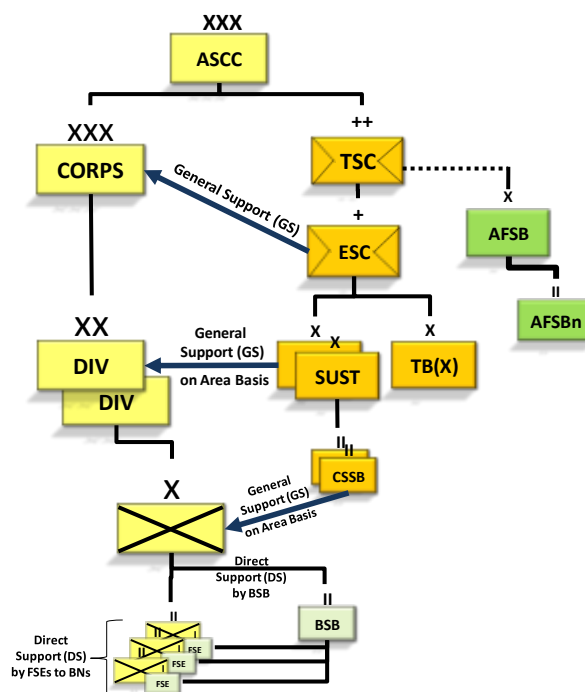 XXX
ASCC
XXX
CORPS
++
TSC
General Support (GS)
+
ESC
X
AFSB
II
AFSBn
XX
DIV
DIV
General
Support (GS)
on Area Basis
X
X
SUST
X
TB(X)
II
II
CSSB
X
General
Support (GS)
on Area Basis
Direct
Support (DS)
by BSB
II
BSB
Direct
Support (DS)
by FSEs to BNs
II
I
FSE
II
I
FSE
II
I
FSE